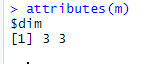 > attributes(m)
$dim
[1] 3 3